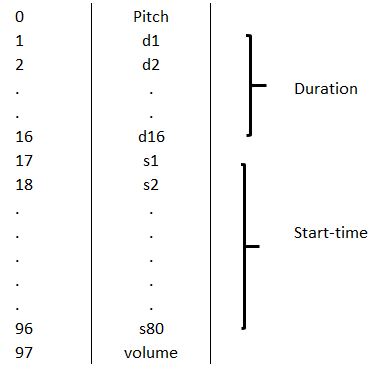 0 Pitch
1 d1
2 d2
. .
. .
16 d16
17 s1
18 s2
. .
. .
. .
. .
. .
96 s80
97 volume
Duration
Start-time